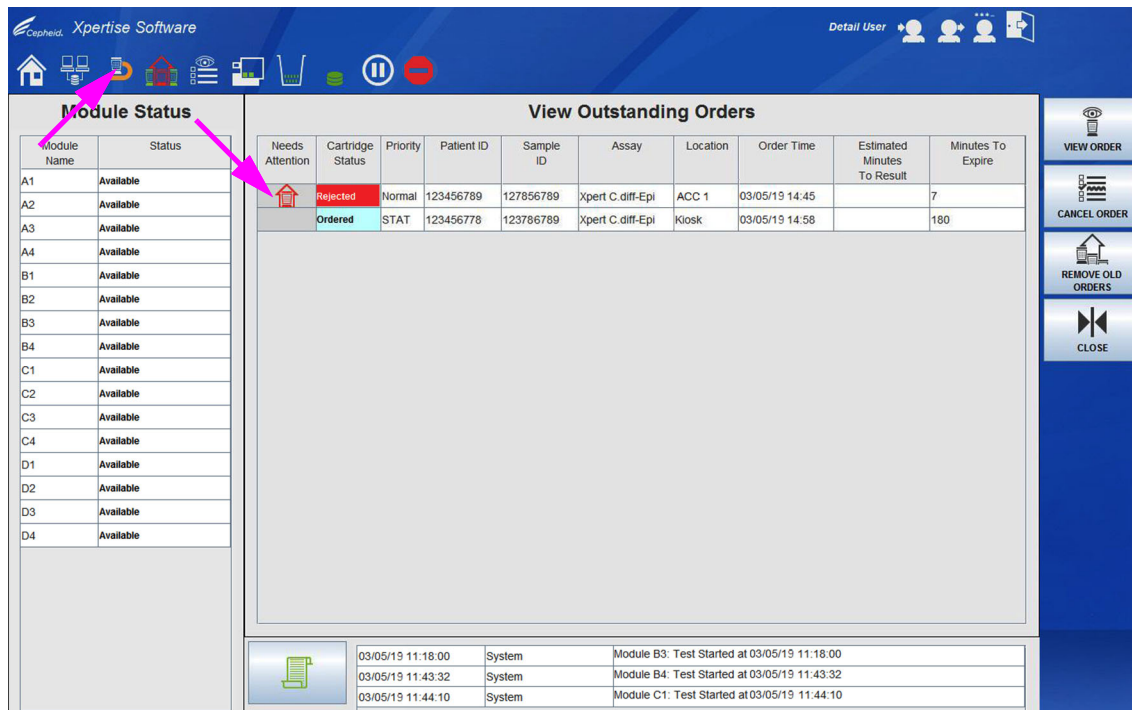 Cepheid. Xpertise Software
Detail User
Module Status
Module Name Status
A1 Available
A2 Available
A3 Available
A4 Available
B1 Available
B2 Available
B3 Available
B4 Available
C1 Available
C2 Available
C3 Available
C4 Available
D1 Available
D2 Available
D3 Available
D4 Available
View Outstanding Orders
Needs Cartridge Priority Patient ID Sample Assay Location Order Time Estimated Minutes To
Attention Status ID Minutes Expire
To Result
Rejected Normal 123456789 127856789 Xpert C.diff-Epi ACC 1 03/05/19 14:45 7
Ordered STAT 123456778 123786789 Xpert C.diff-Epi Kiosk 03/05/19 14:58 180
VIEW ORDER
CANCEL ORDER
REMOVE OLD
ORDERS
CLOSE
03/05/19 11:18:00 System Module B3: Test Started at 03/05/19 11:18:00
03/05/19 11:43:32 System Module B4: Test Started at 03/05/19 11:43:32
03/05/19 11:44:10 System Module C1: Test Started at 03/05/19 11:44:10